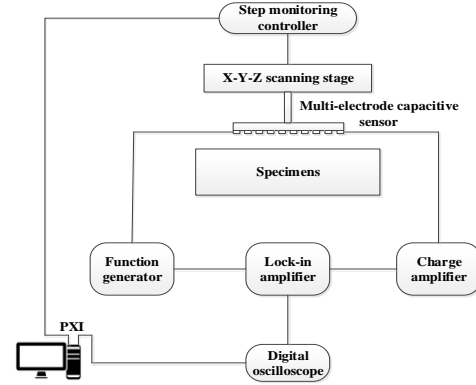 Step monitoring
controller
X-Y-Z scanning stage
Multi-electrode capacitive
sensor
Specimens
Function
generator
Lock-in
amplifier
Charge
amplifier
PXI
Digital
oscilloscope